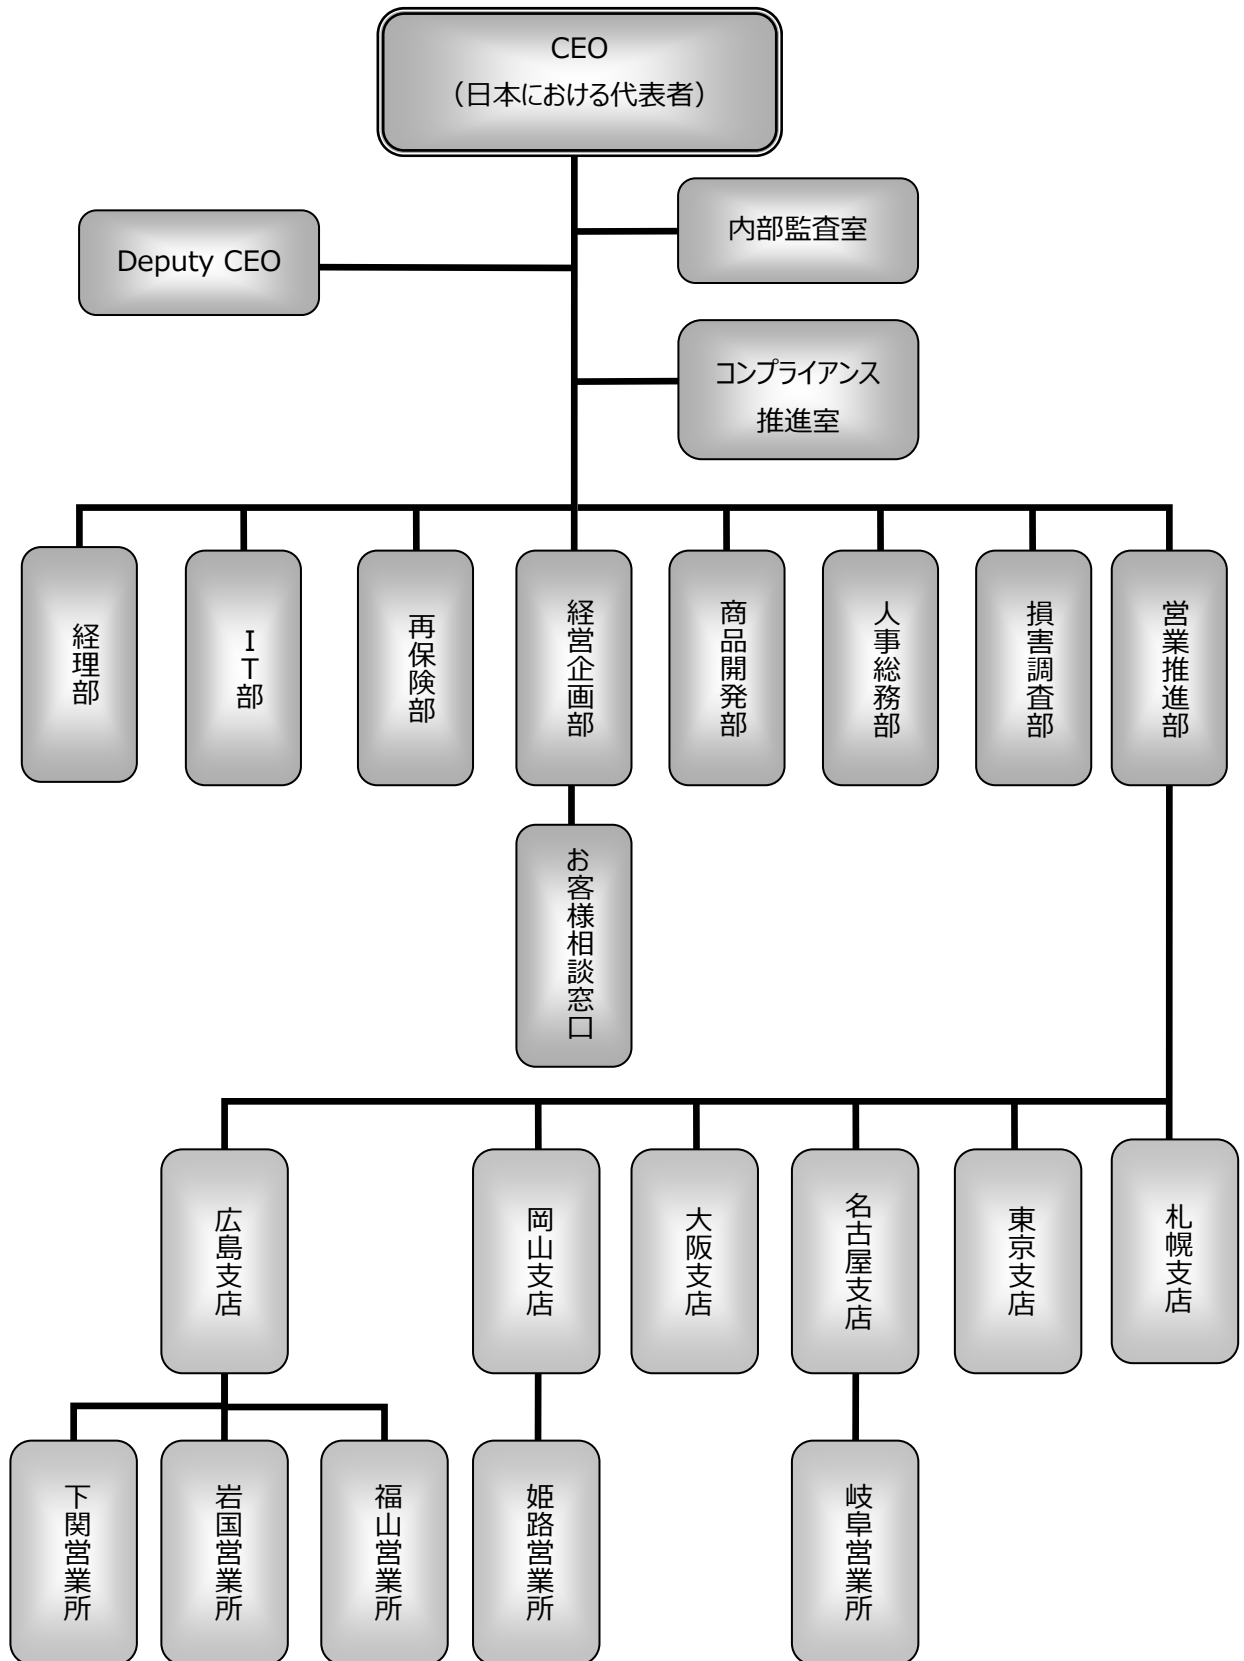 CEO
（日本における代表者）
内部監査室
Deputy CEO
コンプライアンス
推進室
経理部
IT部
再保険部
経営企画部
商品開発部
人事総務部
損害調査部
営業推進部
お客様相談窓口
広島支店
岡山支店
大阪支店
名古屋支店
東京支店
札幌支店
下関営業所
岩国営業所
福山営業所
姫路営業所
岐阜営業所